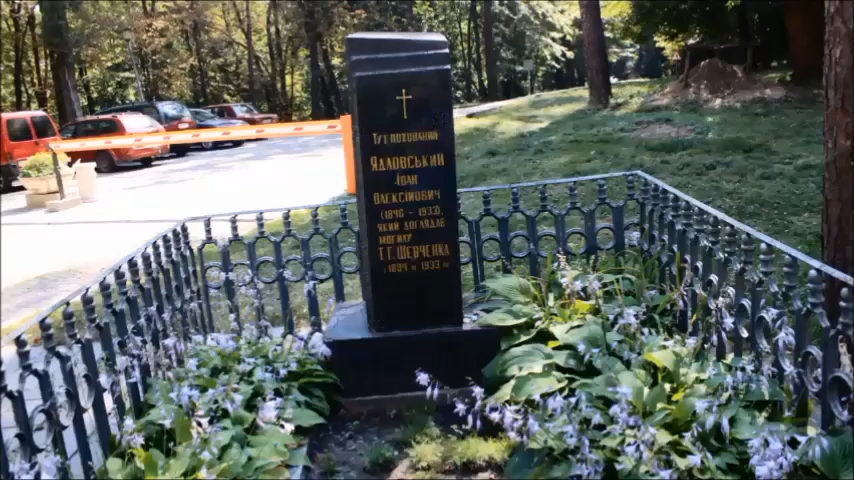 Тут похований
Ядловський
Іван
Олексійович
(1846 – 1933),
який доглядав
могилу
Т.Г. Шевченка
з 1884 по 1933 р.